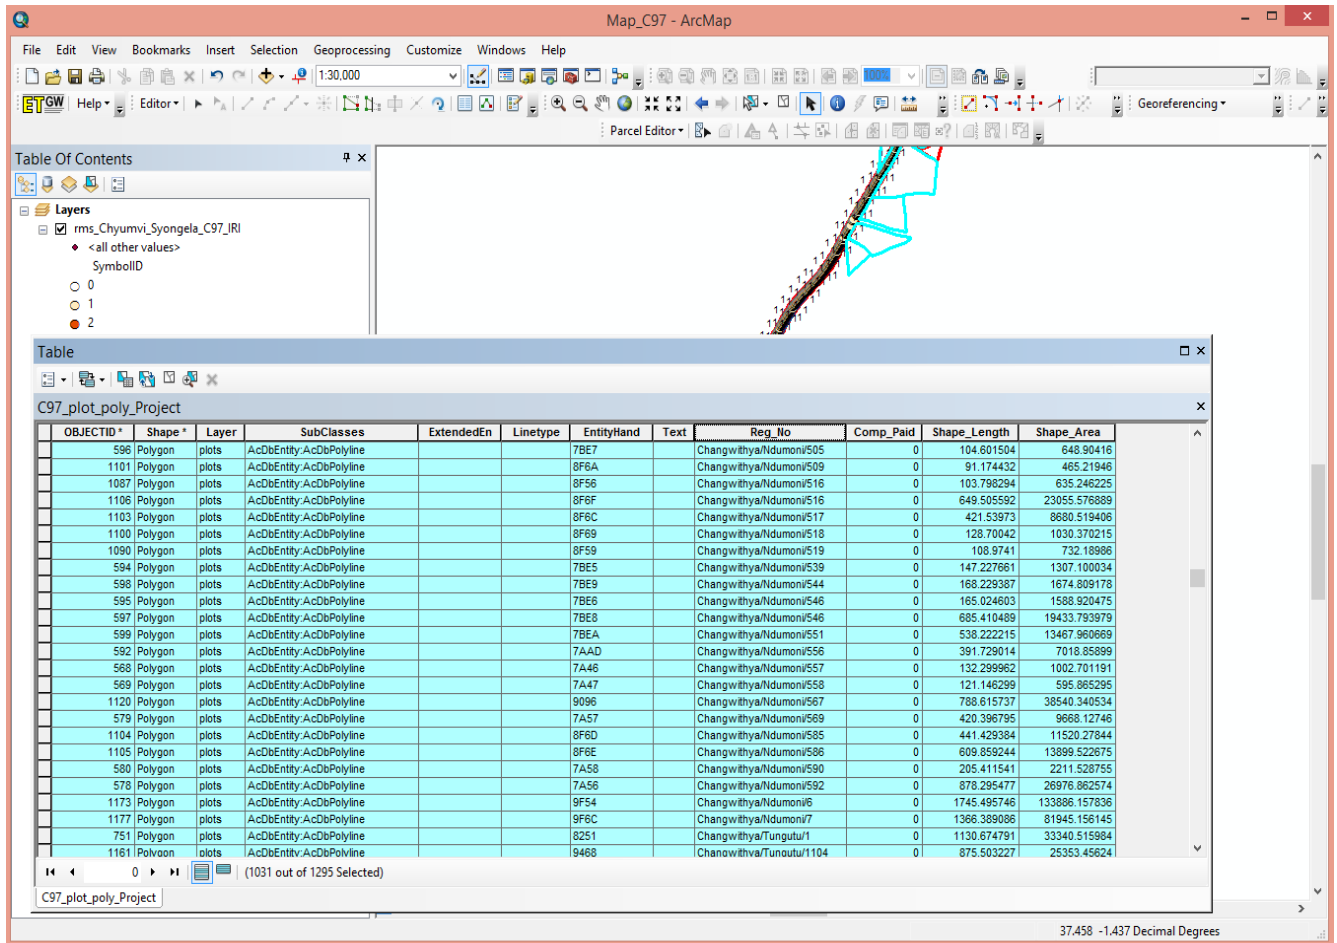 Map_C97 - ArcMap
File Edit View Bookmarks Insert Selection Geoprocessing Customize Windows Help
1:30,000 100%
ETGW Help Editor Georeferencing
Parcel Editor
Table Of Contents
Layers
rms_Chyumvi_Syongela_C97_IRI
<all other values>
SymbolID
0
1
2
Table
C97_plot_poly_Project
OBJECTID * Shape * Layer SubClasses ExtendedEn Linetype EntityHand Text Reg_No Comp_Paid Shape_Length Shape_Area
596 Polygon plots AcDbEntity:AcDbPolyline 7BE7 Changwithya/Ndumoni/505 0 104.601504 648.90416
1101 Polygon plots AcDbEntity:AcDbPolyline 8F6A Changwithya/Ndumoni/509 0 91.174432 465.21946
1087 Polygon plots AcDbEntity:AcDbPolyline 8F56 Changwithya/Ndumoni/516 0 103.798294 635.246225
1106 Polygon plots AcDbEntity:AcDbPolyline 8F6F Changwithya/Ndumoni/516 0 649.505592 23055.576889
1103 Polygon plots AcDbEntity:AcDbPolyline 8F6C Changwithya/Ndumoni/517 0 421.53973 8680.519406
1100 Polygon plots AcDbEntity:AcDbPolyline 8F69 Changwithya/Ndumoni/518 0 128.70042 1030.370215
1090 Polygon plots AcDbEntity:AcDbPolyline 8F59 Changwithya/Ndumoni/519 0 108.9741 732.18986
594 Polygon plots AcDbEntity:AcDbPolyline 7BE5 Changwithya/Ndumoni/539 0 147.227661 1307.100034
598 Polygon plots AcDbEntity:AcDbPolyline 7BE9 Changwithya/Ndumoni/544 0 168.229387 1674.809178
595 Polygon plots AcDbEntity:AcDbPolyline 7BE6 Changwithya/Ndumoni/546 0 165.024603 1588.920475
597 Polygon plots AcDbEntity:AcDbPolyline 7BE8 Changwithya/Ndumoni/546 0 685.410489 19433.793979
599 Polygon plots AcDbEntity:AcDbPolyline 7BEA Changwithya/Ndumoni/551 0 538.222215 13467.960669
592 Polygon plots AcDbEntity:AcDbPolyline 7AAD Changwithya/Ndumoni/556 0 391.729014 7018.85899
568 Polygon plots AcDbEntity:AcDbPolyline 7A46 Changwithya/Ndumoni/557 0 132.299962 1002.701191
569 Polygon plots AcDbEntity:AcDbPolyline 7A47 Changwithya/Ndumoni/558 0 121.146299 595.865295
1120 Polygon plots AcDbEntity:AcDbPolyline 9096 Changwithya/Ndumoni/567 0 788.615737 38540.340534
579 Polygon plots AcDbEntity:AcDbPolyline 7A57 Changwithya/Ndumoni/569 0 420.396795 9668.12746
1104 Polygon plots AcDbEntity:AcDbPolyline 8F6D Changwithya/Ndumoni/585 0 441.429384 11520.27844
1105 Polygon plots AcDbEntity:AcDbPolyline 8F6E Changwithya/Ndumoni/586 0 609.859244 13899.522675
580 Polygon plots AcDbEntity:AcDbPolyline 7A58 Changwithya/Ndumoni/590 0 205.411541 2211.528755
578 Polygon plots AcDbEntity:AcDbPolyline 7A56 Changwithya/Ndumoni/592 0 878.295477 26976.862574
1173 Polygon plots AcDbEntity:AcDbPolyline 9F54 Changwithya/Ndumoni/6 0 1745.495746 133886.157836
1177 Polygon plots AcDbEntity:AcDbPolyline 9F6C Changwithya/Ndumoni/7 0 1366.389086 81945.156145
751 Polygon plots AcDbEntity:AcDbPolyline 8251 Changwithya/Tungutu/1 0 1130.674791 33340.515984
1161 Polygon plots AcDbEntity:AcDbPolyline 9468 Changwithya/Tungutu/1104 0 875.503227 25353.45624
0 (1031 out of 1295 Selected)
C97_plot_poly_Project
37.458 -1.437 Decimal Degrees